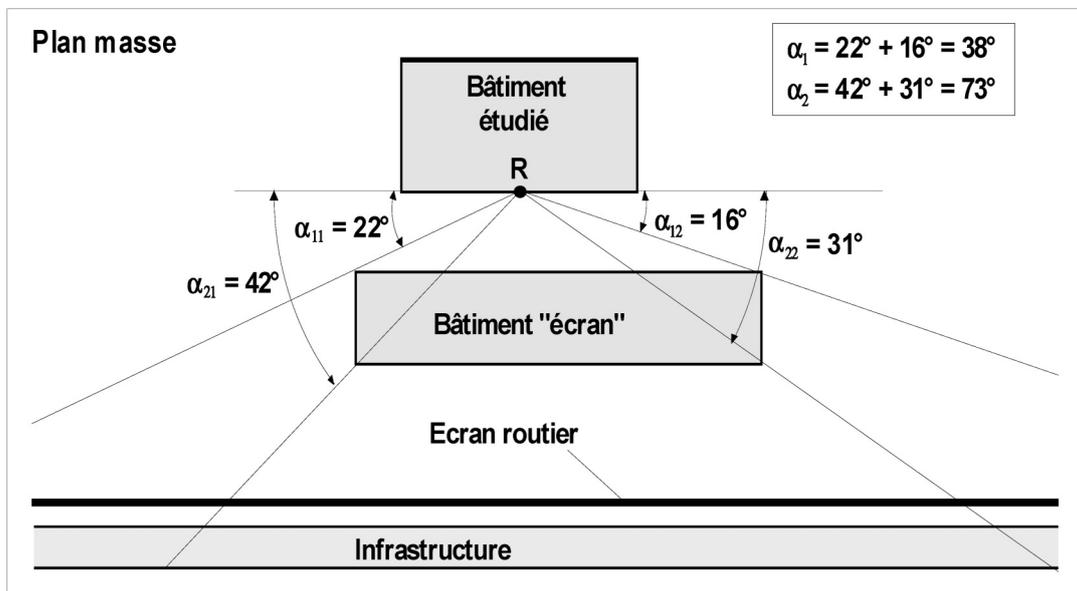 Plan masse
α1 = 22° + 16° = 38°
α2 = 42° + 31° = 73°
Bâtiment
étudié
R
α11 = 22°
α12 = 16°
α22 = 31°
α21 = 42°
Bâtiment "écran"
Ecran routier
Infrastructure